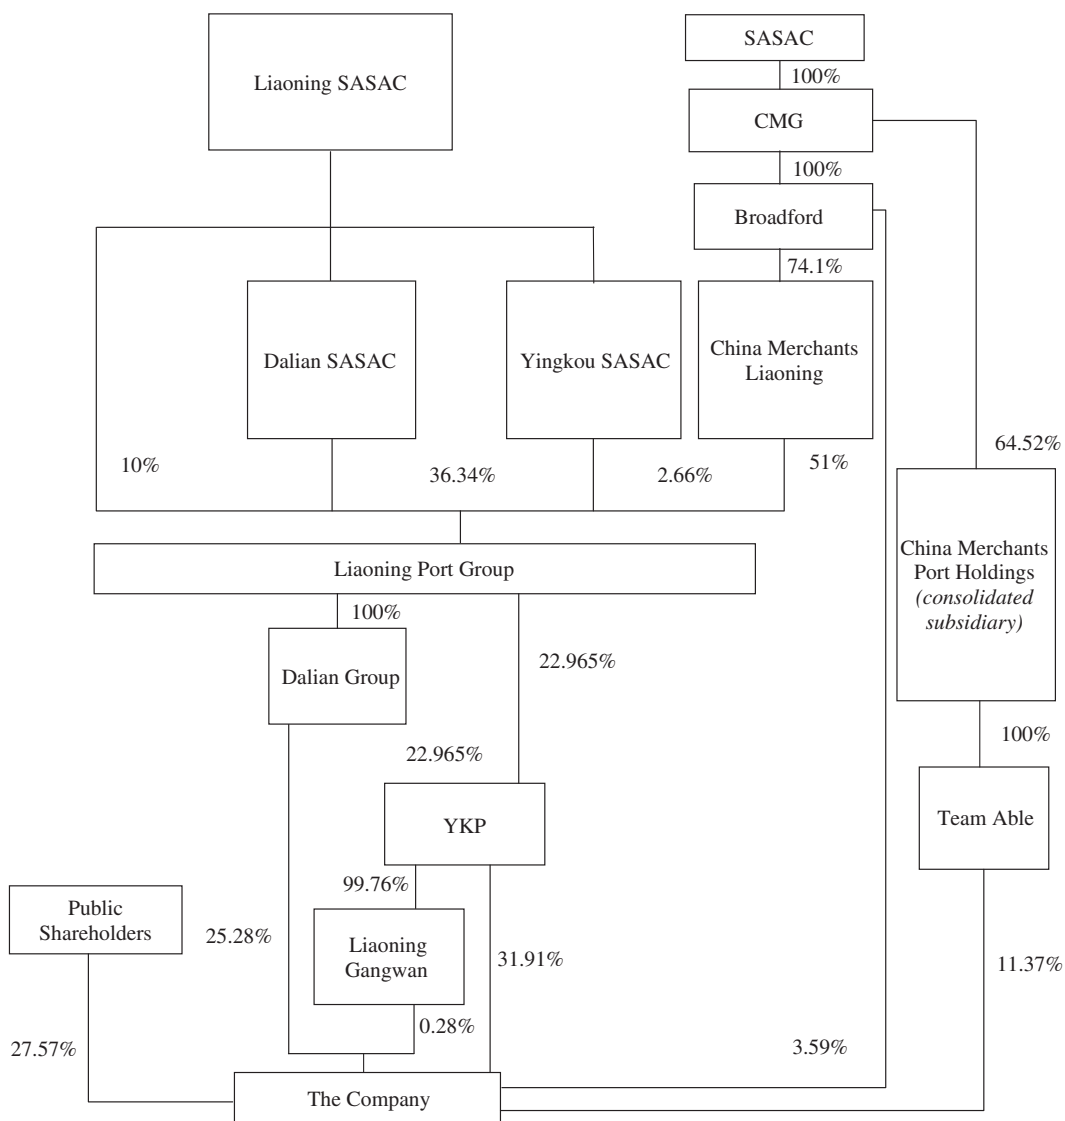 SASAC
Liaoning SASAC
100%
CMG
100%
Broadford
74.1%
Dalian SASAC
Yingkou SASAC
China Merchants
Liaoning
10%
36.34%
2.66%
51%
64.52%
China Merchants
Port Holdings
(consolidated
subsidiary)
Liaoning Port Group
100%
22.965%
Dalian Group
100%
22.965%
Team Able
YKP
99.76%
Public
Shareholders
25.28%
Liaoning
Gangwan
31.91%
11.37%
0.28%
27.57%
3.59%
The Company